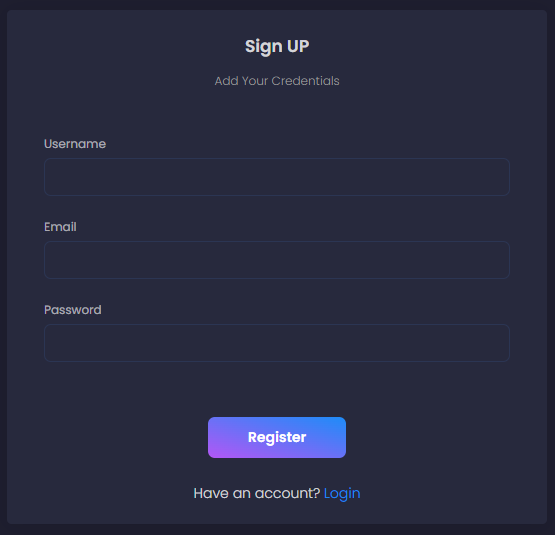 Sign UP
Add Your Credentials
Username
Email
Password
Register
Have an account? Login